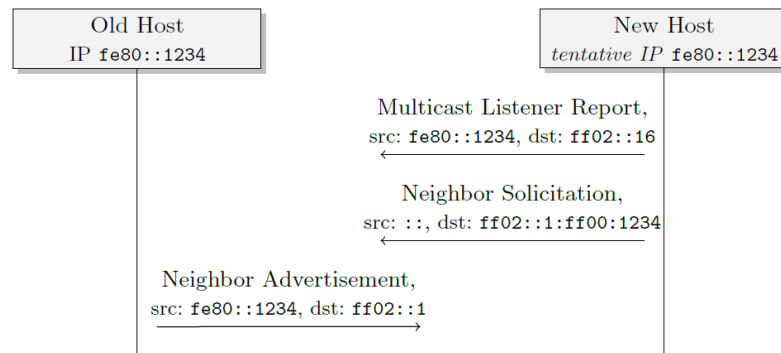 Old Host
IP fe80::1234
New Host
tentative IP fe80::1234
Multicast Listener Report,
src: fe80::1234, dst: ff02::16
Neighbor Solicitation,
src: ::, dst: ff02::1:ff00:1234
Neighbor Advertisement,
src: fe80::1234, dst: ff02::1